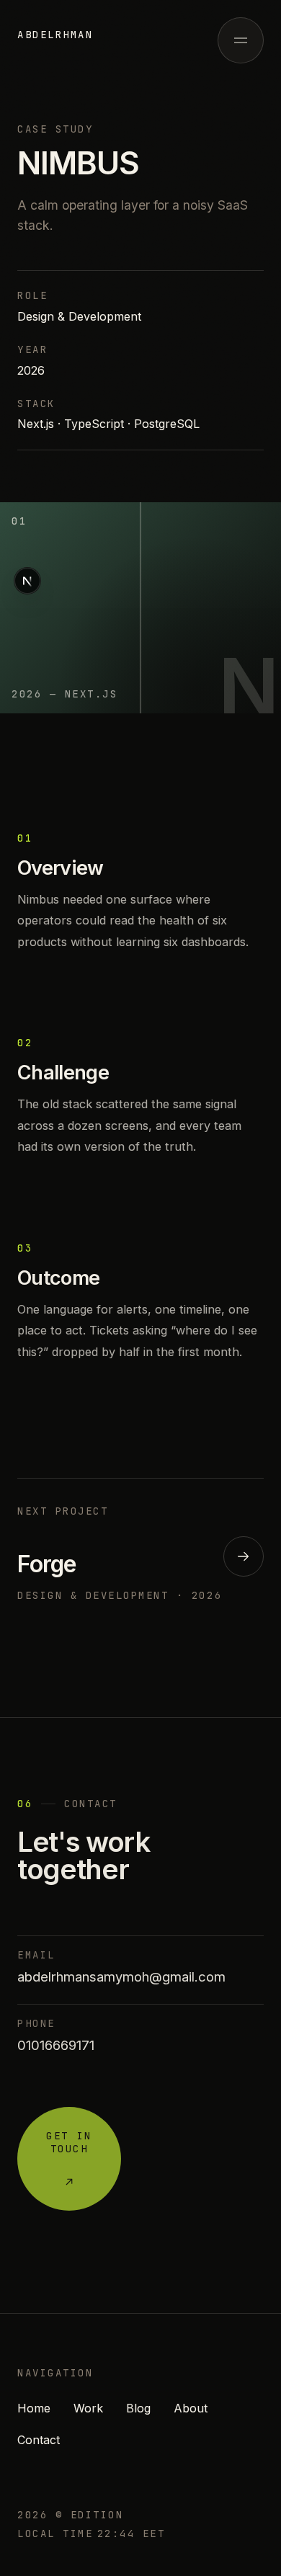 ABDELRHMAN
CASE STUDY
NIMBUS
A calm operating layer for a noisy SaaS
stack.
ROLE
Design & Development
YEAR
2026
STACK
Next.js · TypeScript · PostgreSQL
01
N
2026 — NEXT.JS
N
01
Overview
Nimbus needed one surface where
operators could read the health of six
products without learning six dashboards.
02
Challenge
The old stack scattered the same signal
across a dozen screens, and every team
had its own version of the truth.
03
Outcome
One language for alerts, one timeline, one
place to act. Tickets asking “where do I see
this?” dropped by half in the first month.
NEXT PROJECT
Forge
→
DESIGN & DEVELOPMENT · 2026
06 — CONTACT
Let's work
together
EMAIL
abdelrhmansamymoh@gmail.com
PHONE
01016669171
GET IN
TOUCH
↗
NAVIGATION
Home Work Blog About
Contact
2026 © EDITION
LOCAL TIME 22:44 EET